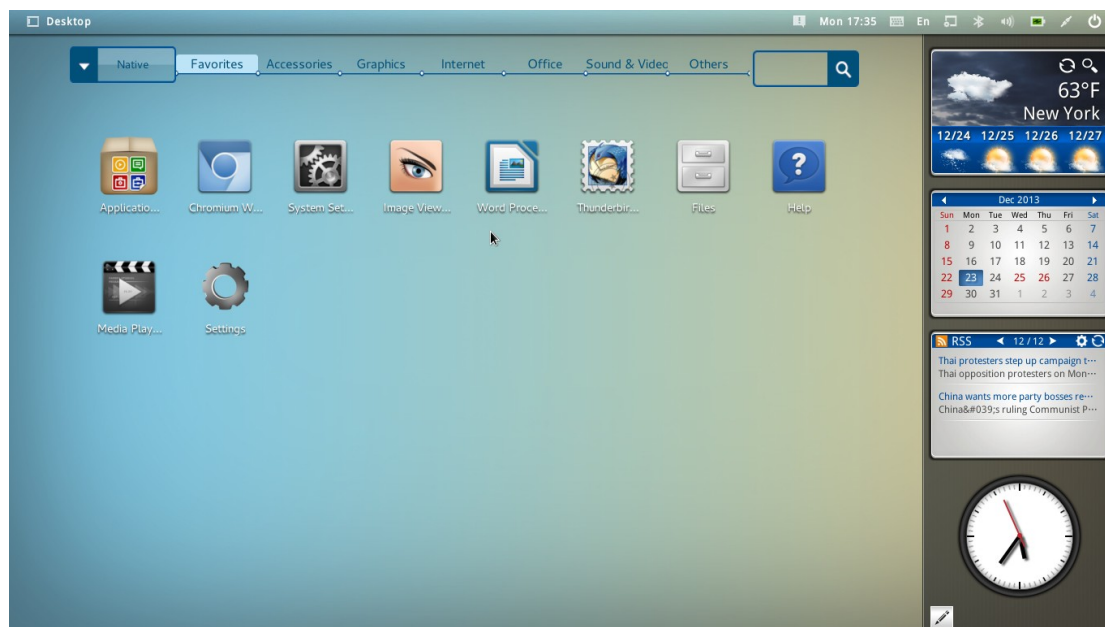 Desktop
Mon 17:35 En
Native Favorites Accessories Graphics Internet Office Sound & Video Others
Applicatio... Chromium W... System Set... Image View... Word Proce... Thunderbir... Files Help
Media Play... Settings
63°F
New York
12/24 12/25 12/26 12/27
Dec 2013
Sun Mon Tue Wed Thu Fri Sat
1 2 3 4 5 6 7
8 9 10 11 12 13 14
15 16 17 18 19 20 21
22 23 24 25 26 27 28
29 30 31 1 2 3 4
RSS 12/12
Thai protesters step up campaign t···
Thai opposition protesters on Mon···
China wants more party bosses re···
China&#039;s ruling Communist P···